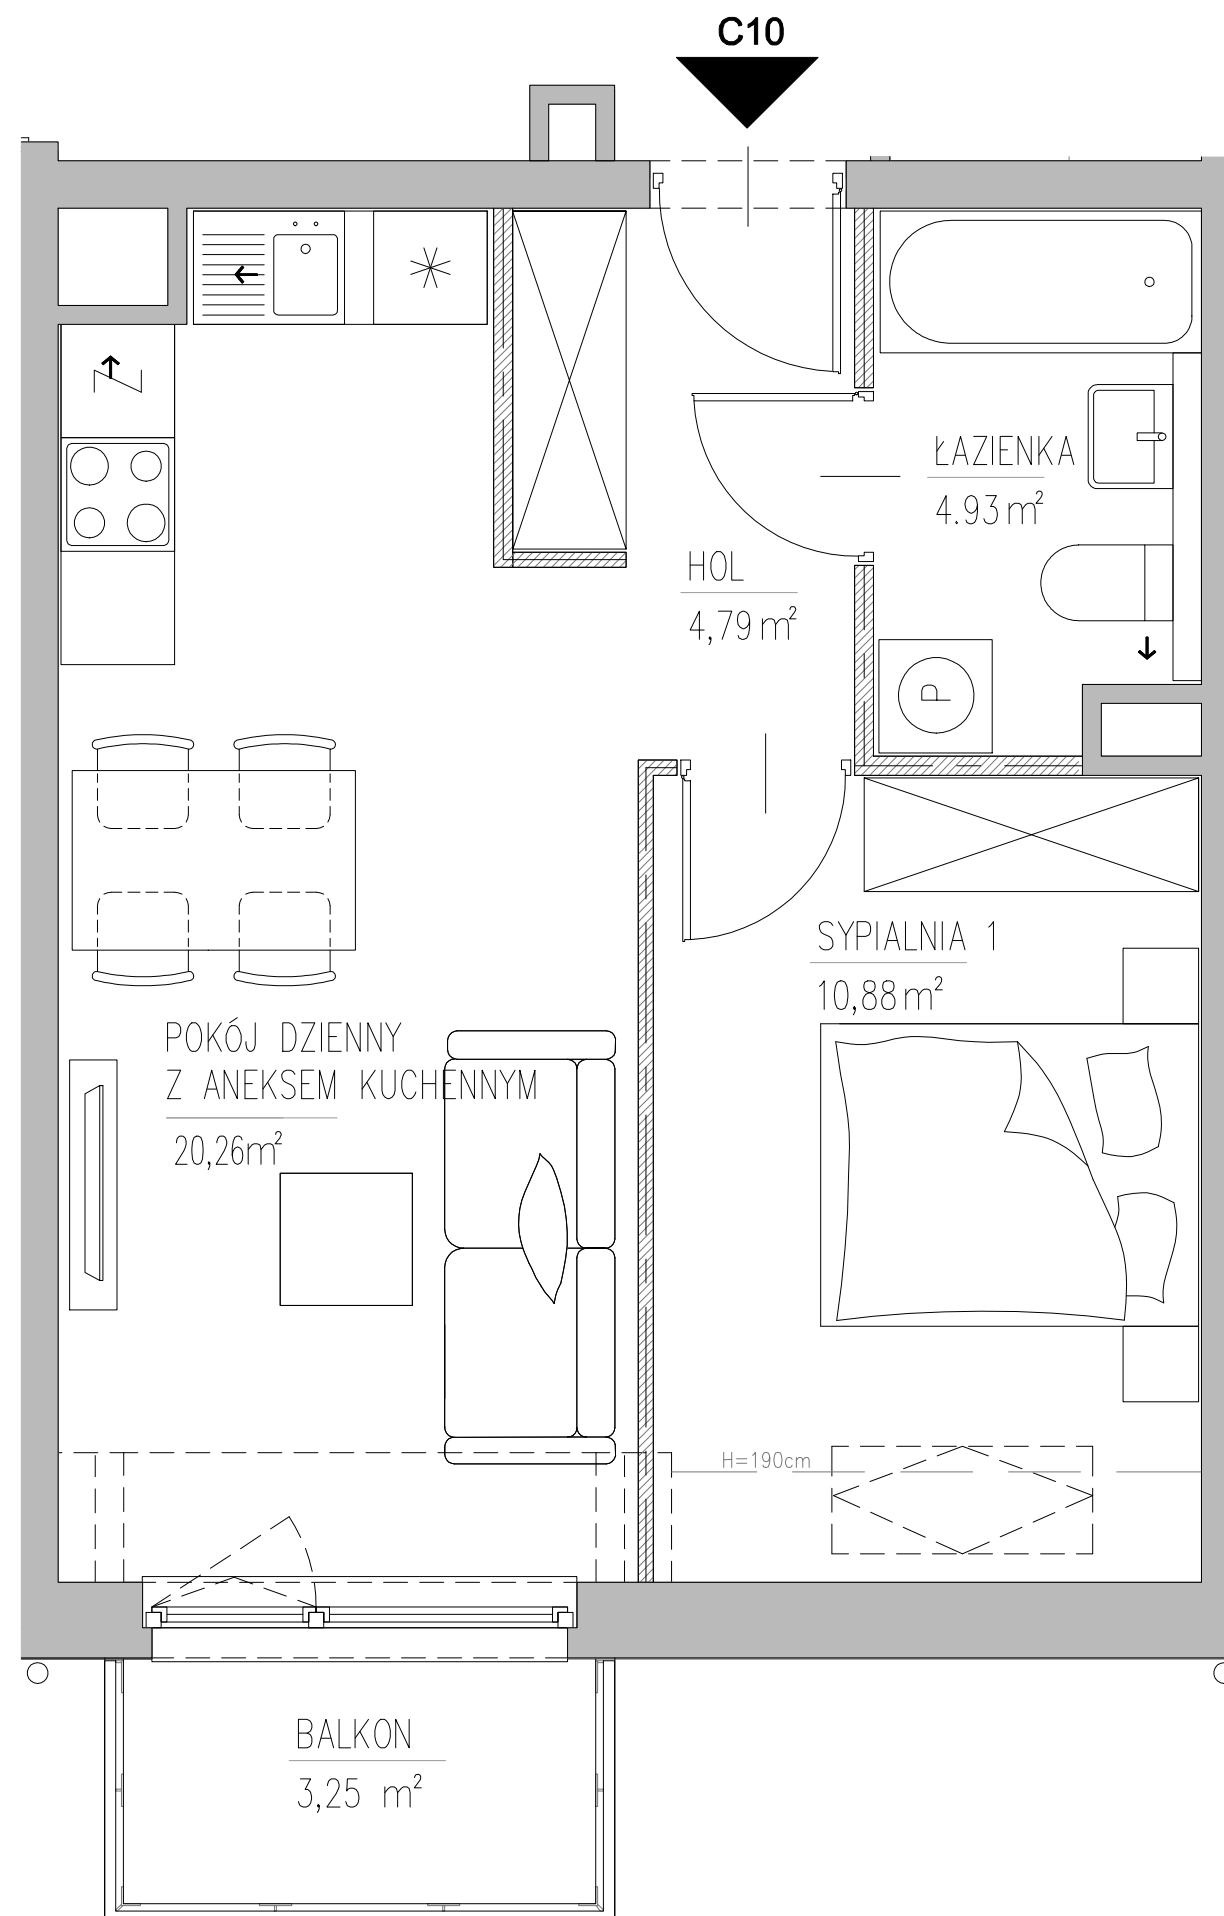 C10
ŁAZIENKA
4.93 m²
HOL
4,79 m²
P
SYPIALNIA 1
10,88 m²
POKÓJ DZIENNY
Z ANEKSEM KUCHENNYM
20,26m²
H=190cm
BALKON
3,25 m²